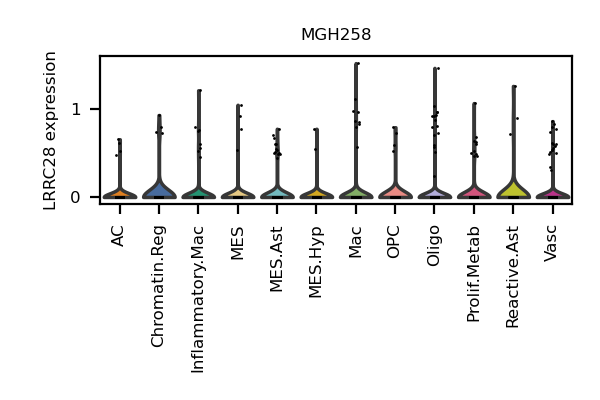 MGH258
LRRC28 expression
1
0
AC
Chromatin.Reg
Inflammatory.Mac
MES
MES.Ast
MES.Hyp
Mac
OPC
Oligo
Prolif.Metab
Reactive.Ast
Vasc